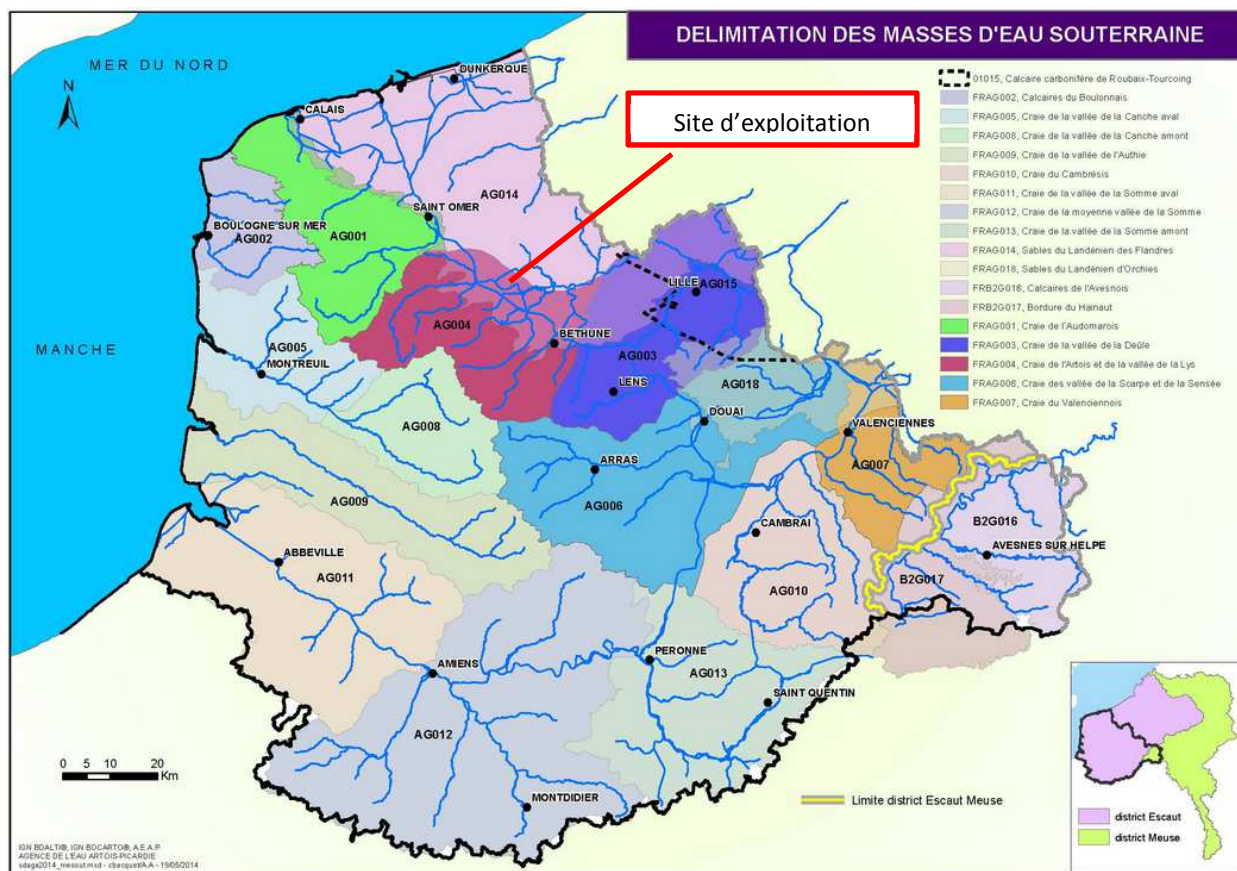 DELIMITATION DES MASSES D'EAU SOUTERRAINE
MER DU NORD
N
DUNKERQUE
CALAIS
Site d'exploitation
01015, Calcaire carbonifère de Roubaix-Tourcoing
FRAG002, Calcaires du Boulonnais
FRAG005, Craie de la vallée de la Canche aval
FRAG008, Craie de la vallée de la Canche amont
FRAG009, Craie de la vallée de l'Authie
FRAG010, Craie du Cambrésis
FRAG011, Craie de la vallée de la Somme aval
FRAG012, Craie de la moyenne vallée de la Somme
FRAG013, Craie de la vallée de la Somme amont
FRAG014, Sables du Landénien des Flandres
FRAG018, Sables du Landénien d'Orchies
FRB2G016, Calcaires de l'Avesnois
FRB2G017, Bordure du Hainaut
FRAG001, Craie de l'Audomarois
FRAG003, Craie de la vallée de la Deûle
FRAG004, Craie de l'Artois et de la vallée de la Lys
FRAG006, Craie des vallée de la Scarpe et de la Sensée
FRAG007, Craie du Valenciennois
AG014
SAINT OMER
BOULOGNE SUR MER
AG002
AG001
LILLE
AG015
AG004
BETHUNE
AG003
MANCHE
AG005
MONTREUIL
LENS
AG018
DOUAI
AG008
VALENCIENNES
ARRAS
AG007
AG009
AG006
CAMBRAI
B2G016
AVESNES SUR HELPE
ABBEVILLE
AG011
AG010
B2G017
PERONNE
AMIENS
AG013
SAINT QUENTIN
AG012
0 5 10 20
Km
MONTDIDIER
Limite district Escaut Meuse
district Escaut
district Meuse
IGN BDALTI®, IGN BDCARTO®, A.E.A.P.
AGENCE DE L'EAU ARTOIS-PICARDIE
sdage2014_messout.mxd - cbecquet/A-A - 19/05/2014